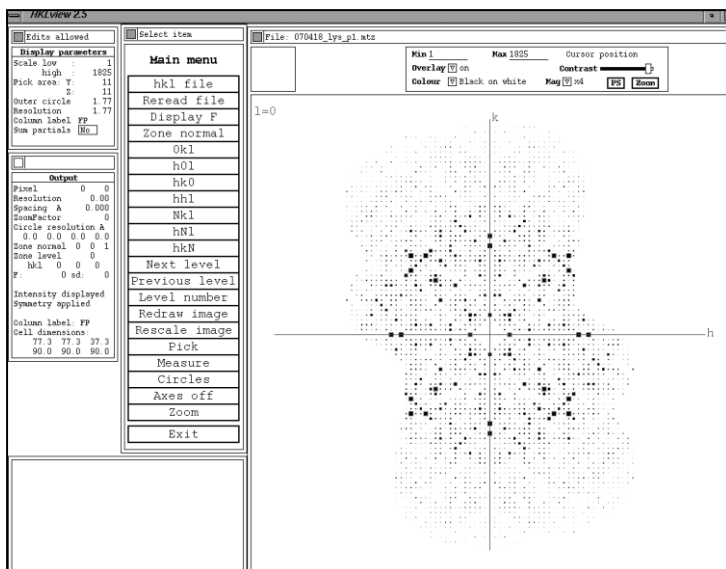 HKLview 2.5
Edits allowed
Display parameters
Scale low : 1
high : 1825
Pick area: Y: 11
Z: 11
Outer circle 1.77
Resolution 1.77
Column label FP
Sum partials No
Output
Pixel 0 0
Resolution 0.00
Spacing A 0.000
ZoomFactor 0
Circle resolution A
0.0 0.0 0.0 0.0
Zone normal 0 0 1
Zone level 0
hkl 0 0 0
F: 0 sd: 0
Intensity displayed
Symmetry applied
Column label: FP
Cell dimensions:
77.3 77.3 37.3
90.0 90.0 90.0
Select item
Main menu
hkl file
Reread file
Display F
Zone normal
0kl
h0l
hk0
hhl
Nkl
hNl
hkN
Next level
Previous level
Level number
Redraw image
Rescale image
Pick
Measure
Circles
Axes off
Zoom
Exit
File: 070418_lys_p1.mtz
Min 1 Max 1825 Cursor position
Overlay on Contrast
Colour Black on white Mag x4 PS Zoom
l=0
k
h